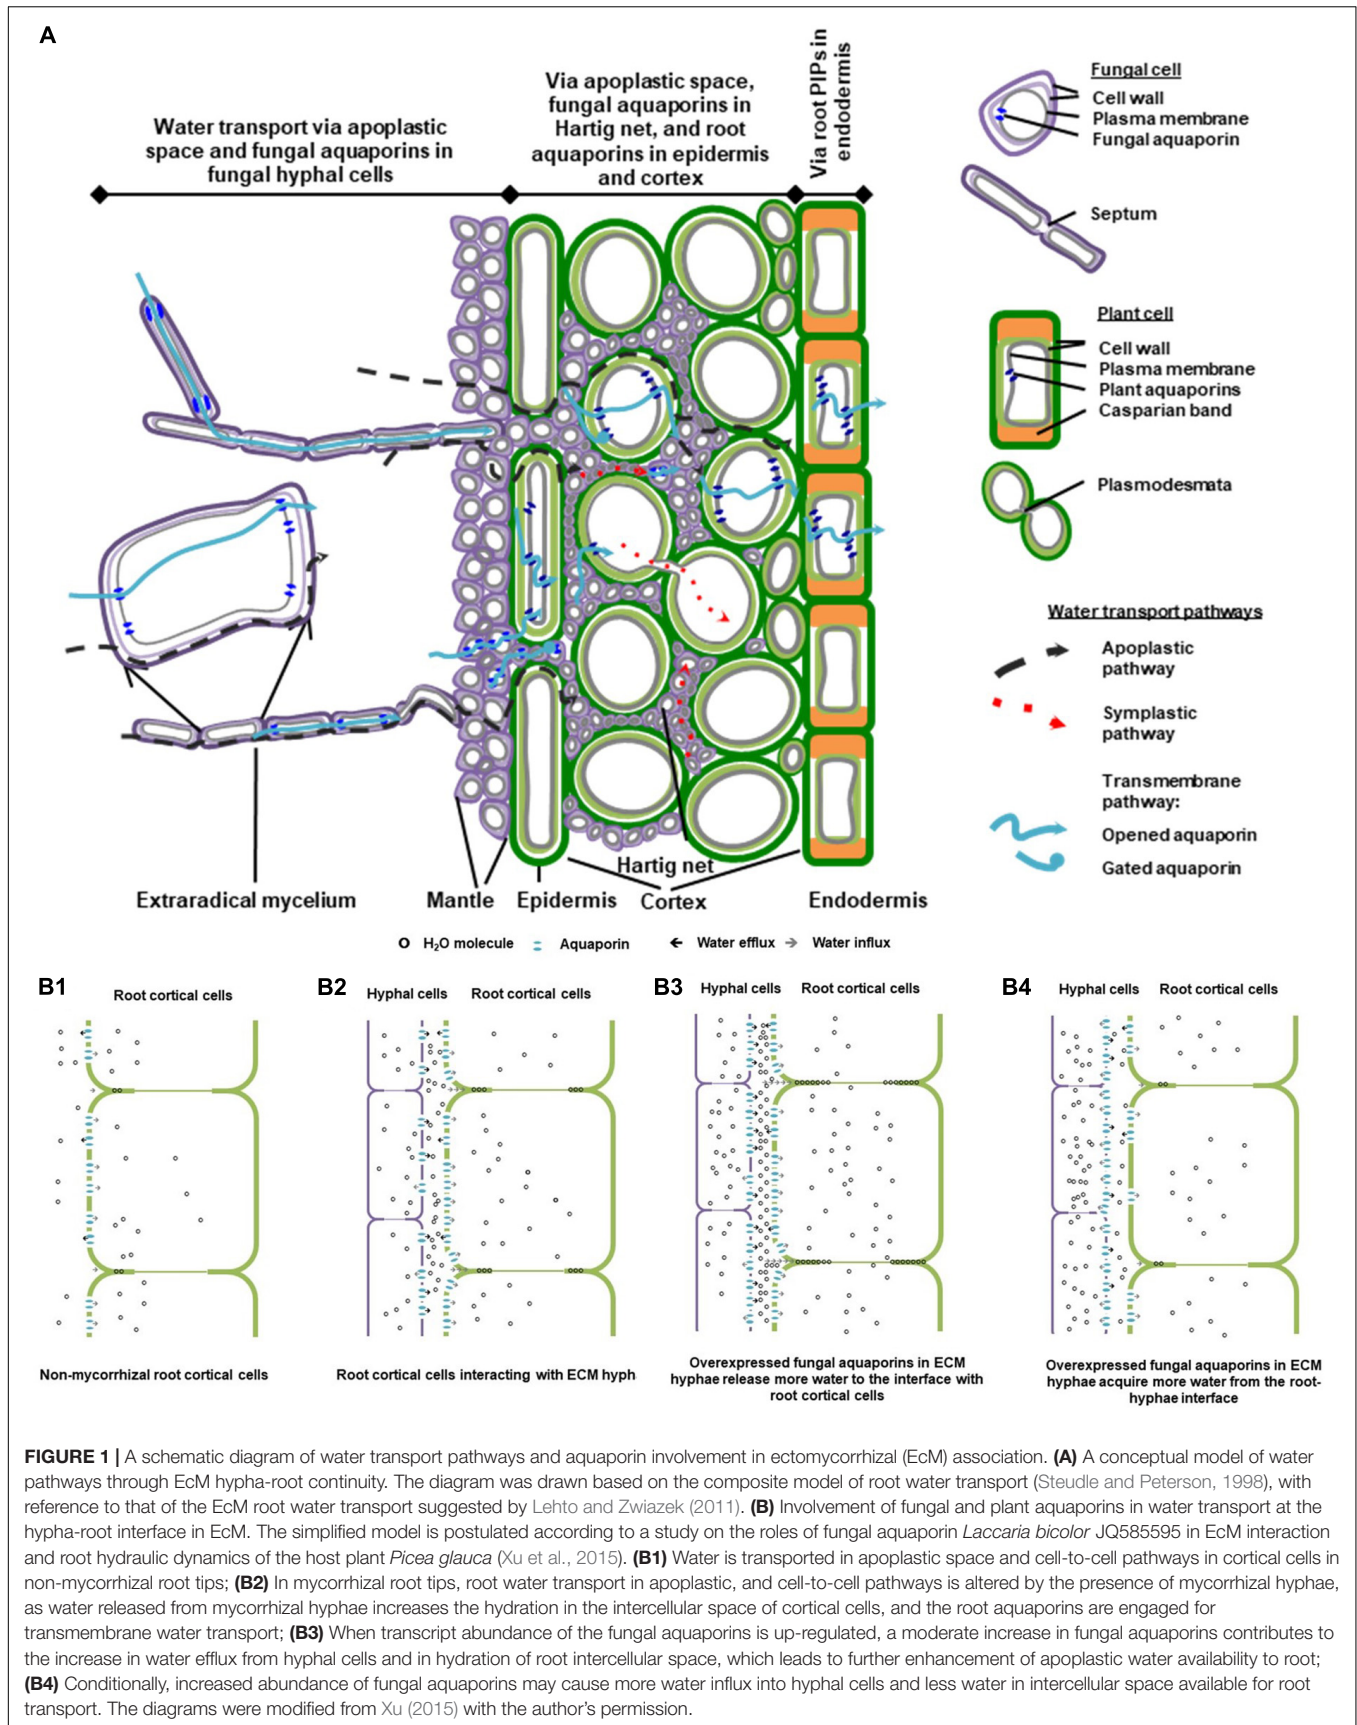 A
Water transport via apoplastic
space and fungal aquaporins in
fungal hyphal cells
Via apoplastic space,
fungal aquaporins in
Hartig net, and root
aquaporins in epidermis
and cortex
Via root PIPs in
endodermis
Fungal cell
Cell wall
Plasma membrane
Fungal aquaporin
Septum
Plant cell
Cell wall
Plasma membrane
Plant aquaporins
Casparian band
Plasmodesmata
Water transport pathways
Apoplastic
pathway
Symplastic
pathway
Transmembrane
pathway:
Opened aquaporin
Gated aquaporin
Hartig net
Extraradical mycelium
Mantle
Epidermis
Cortex
Endodermis
H₂O molecule
Aquaporin
Water efflux
Water influx
B1
Root cortical cells
B2
Hyphal cells
Root cortical cells
B3
Hyphal cells
Root cortical cells
B4
Hyphal cells
Root cortical cells
Non-mycorrhizal root cortical cells
Root cortical cells interacting with ECM hyph
Overexpressed fungal aquaporins in ECM
hyphae release more water to the interface with
root cortical cells
Overexpressed fungal aquaporins in ECM
hyphae acquire more water from the root-
hyphae interface
FIGURE 1 | A schematic diagram of water transport pathways and aquaporin involvement in ectomycorrhizal (EcM) association. (A) A conceptual model of water
pathways through EcM hypha-root continuity. The diagram was drawn based on the composite model of root water transport (Steudle and Peterson, 1998), with
reference to that of the EcM root water transport suggested by Lehto and Zwiazek (2011). (B) Involvement of fungal and plant aquaporins in water transport at the
hypha-root interface in EcM. The simplified model is postulated according to a study on the roles of fungal aquaporin Laccaria bicolor JQ585595 in EcM interaction
and root hydraulic dynamics of the host plant Picea glauca (Xu et al., 2015). (B1) Water is transported in apoplastic space and cell-to-cell pathways in cortical cells in
non-mycorrhizal root tips; (B2) In mycorrhizal root tips, root water transport in apoplastic, and cell-to-cell pathways is altered by the presence of mycorrhizal hyphae,
as water released from mycorrhizal hyphae increases the hydration in the intercellular space of cortical cells, and the root aquaporins are engaged for
transmembrane water transport; (B3) When transcript abundance of the fungal aquaporins is up-regulated, a moderate increase in fungal aquaporins contributes to
the increase in water efflux from hyphal cells and in hydration of root intercellular space, which leads to further enhancement of apoplastic water availability to root;
(B4) Conditionally, increased abundance of fungal aquaporins may cause more water influx into hyphal cells and less water in intercellular space available for root
transport. The diagrams were modified from Xu (2015) with the author's permission.